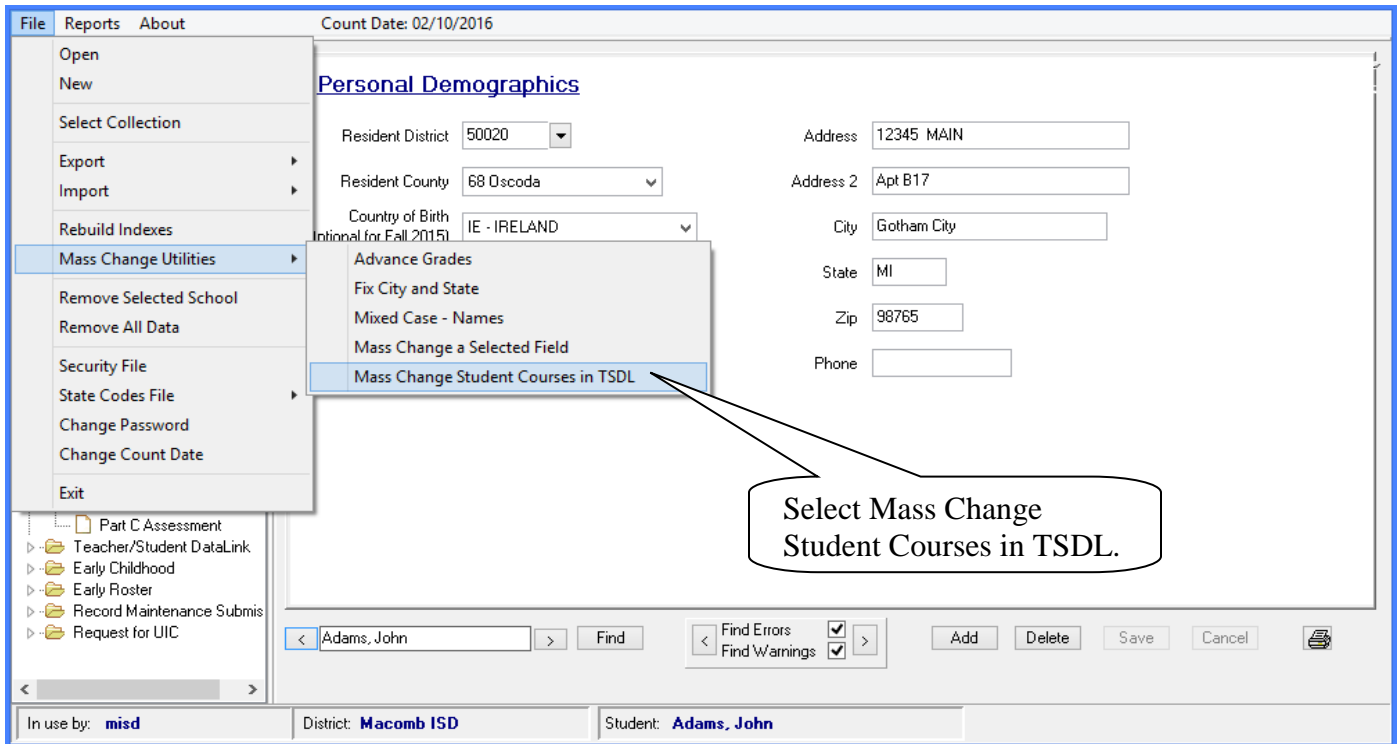 File Reports About Count Date: 02/10/2016
Open
New
Select Collection
Export
Import
Rebuild Indexes
Mass Change Utilities
Remove Selected School
Remove All Data
Security File
State Codes File
Change Password
Change Count Date
Exit
Advance Grades
Fix City and State
Mixed Case - Names
Mass Change a Selected Field
Mass Change Student Courses in TSDL
Personal Demographics
Resident District 50020
Resident County 68 Oscoda
Country of Birth
ptional for Fall 2015) IE - IRELAND
Address 12345 MAIN
Address 2 Apt B17
City Gotham City
State MI
Zip 98765
Phone
Select Mass Change
Student Courses in TSDL.
Part C Assessment
Teacher/Student DataLink
Early Childhood
Early Roster
Record Maintenance Submis
Request for UIC
< Adams, John > Find
< Find Errors >
Find Warnings
Add Delete Save Cancel
In use by: misd District: Macomb ISD Student: Adams, John